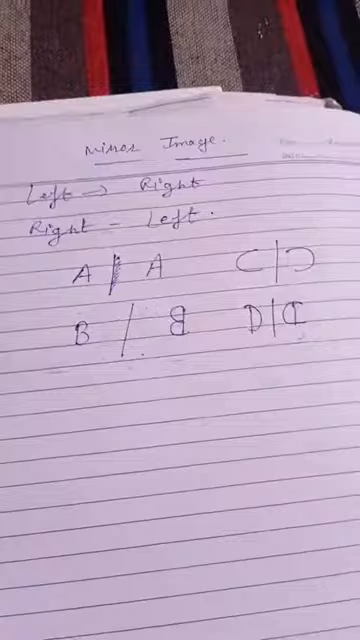 Mirror Image.
Left → Right
Right - Left.
A | A C | Ɔ
B | ᗺ D | ᗡ